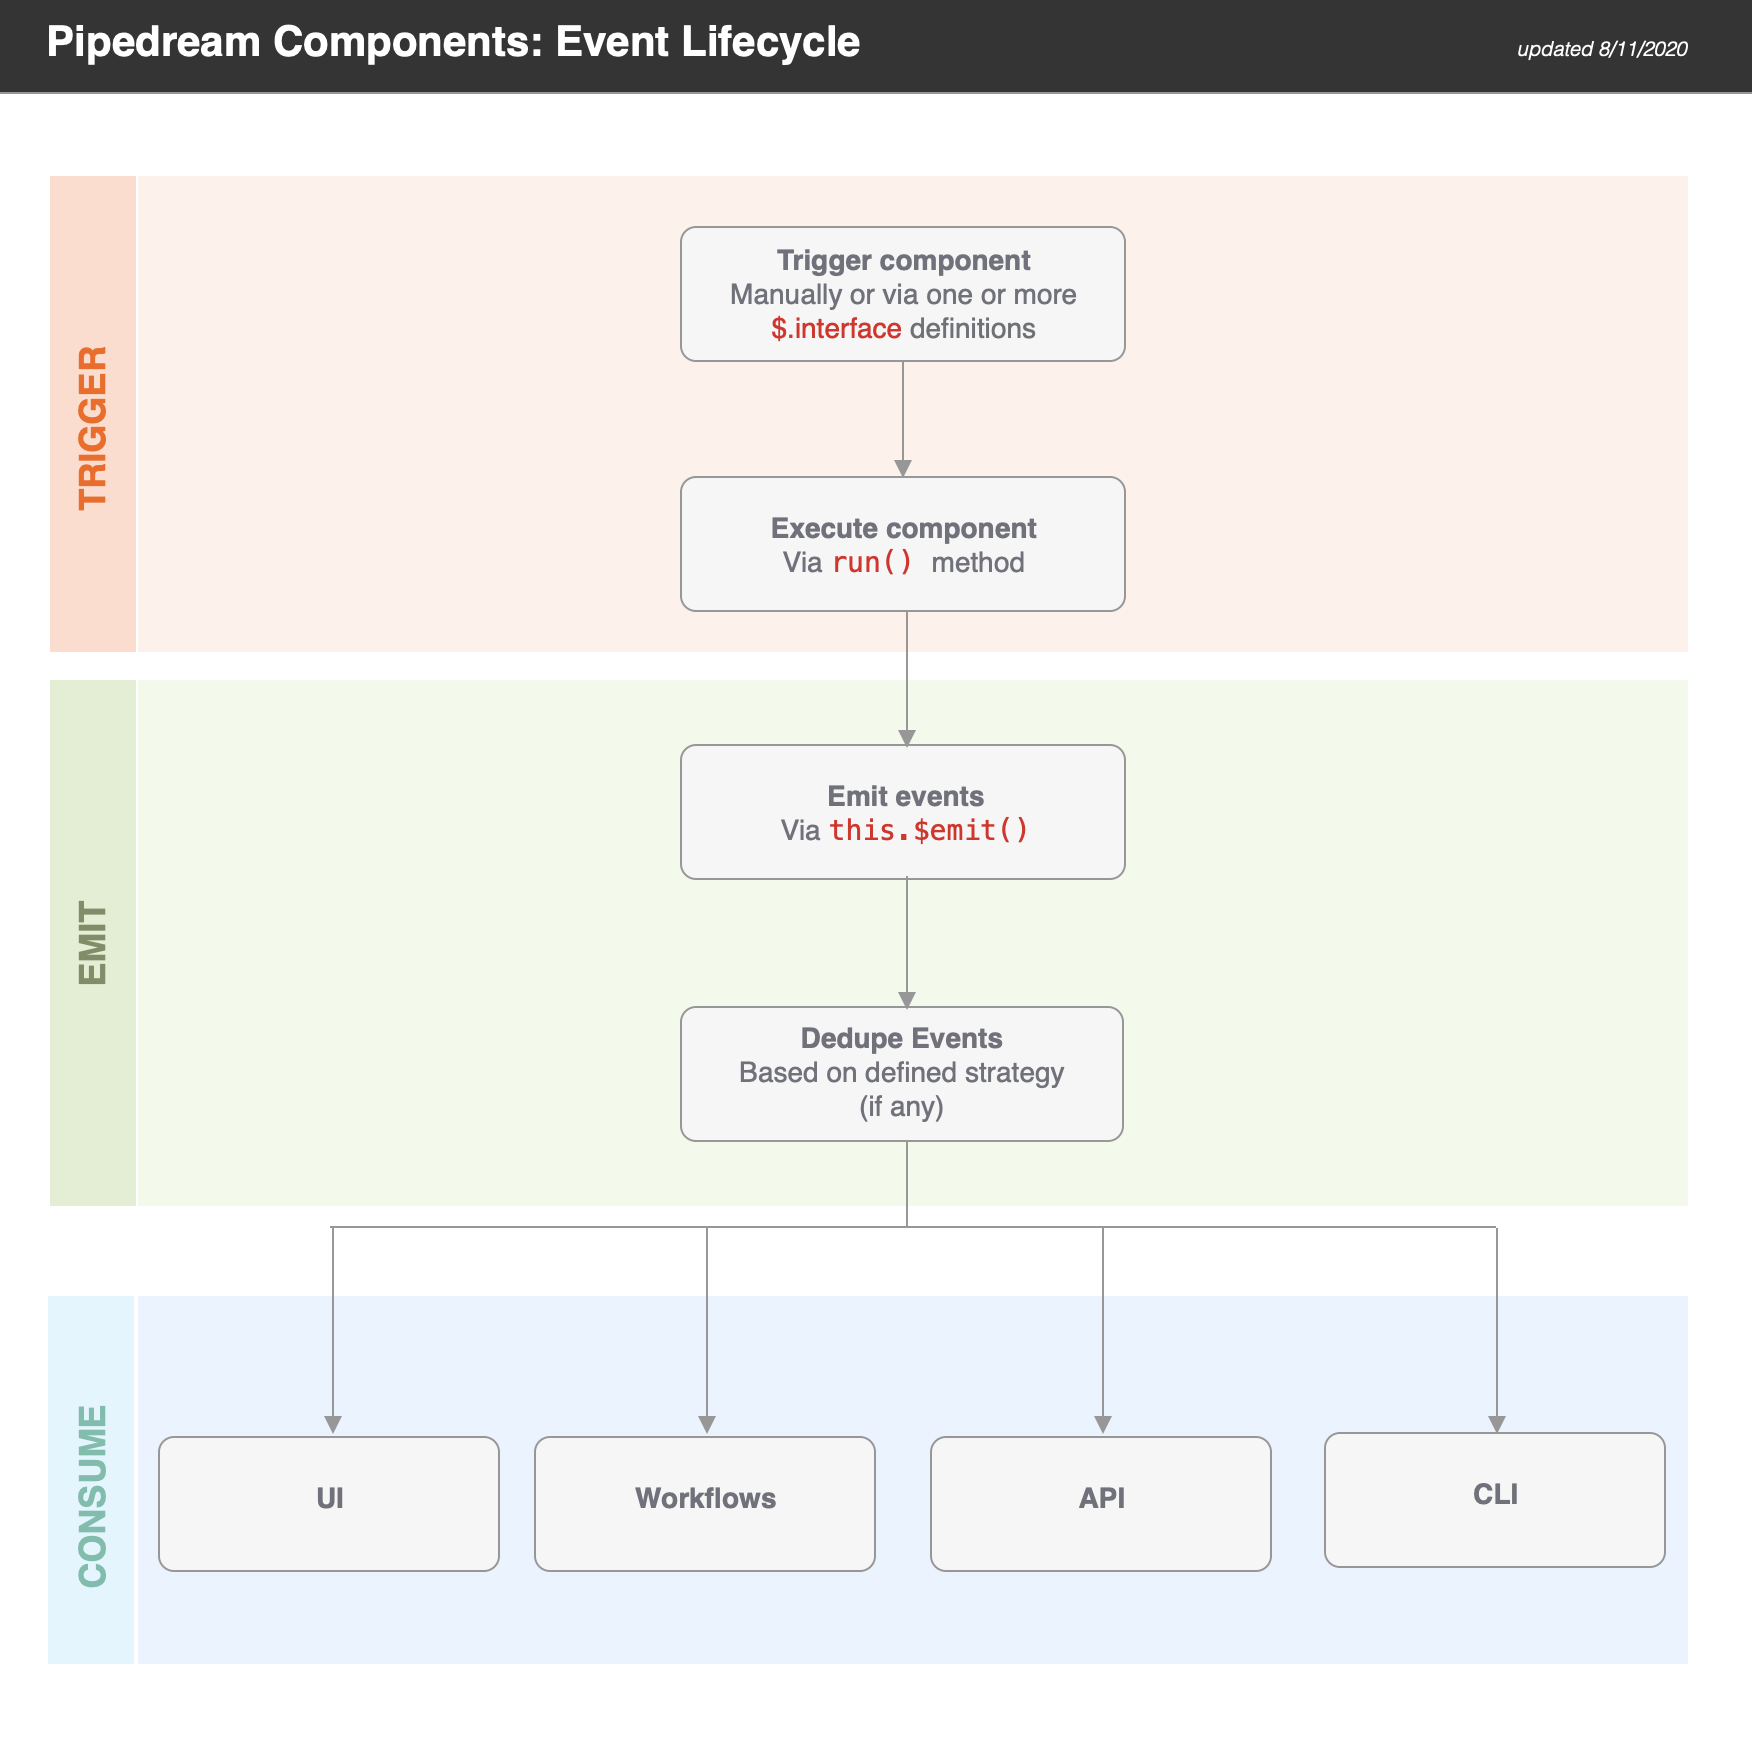 Pipedream Components: Event Lifecycle
updated 8/11/2020
TRIGGER
Trigger component
Manually or via one or more
$.interface definitions
Execute component
Via run() method
EMIT
Emit events
Via this.$emit()
Dedupe Events
Based on defined strategy
(if any)
CONSUME
UI
Workflows
API
CLI